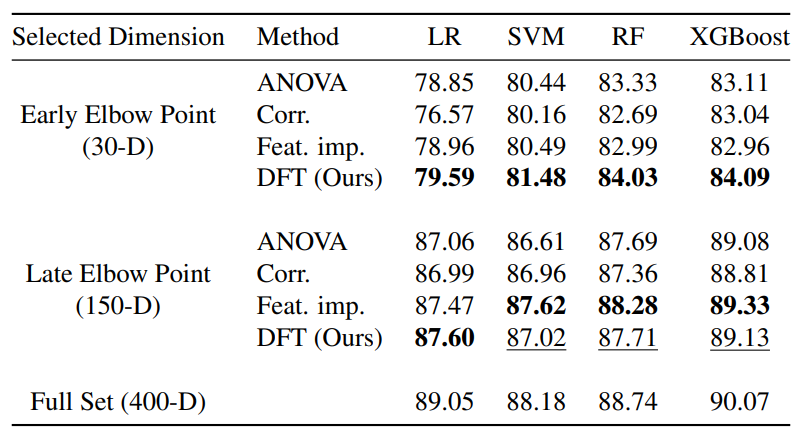 Selected Dimension Method LR SVM RF XGBoost
ANOVA 78.85 80.44 83.33 83.11
Early Elbow Point Corr. 76.57 80.16 82.69 83.04
(30-D) Feat. imp. 78.96 80.49 82.99 82.96
DFT (Ours) 79.59 81.48 84.03 84.09
ANOVA 87.06 86.61 87.69 89.08
Late Elbow Point Corr. 86.99 86.96 87.36 88.81
(150-D) Feat. imp. 87.47 87.62 88.28 89.33
DFT (Ours) 87.60 87.02 87.71 89.13
Full Set (400-D) 89.05 88.18 88.74 90.07